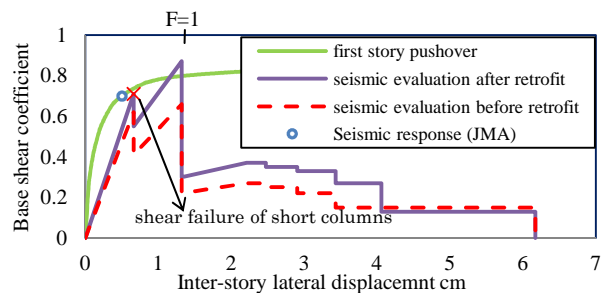 F=1
1
0.8
0.6
0.4
0.2
0
Base shear coefficient
first story pushover
seismic evaluation after retrofit
seismic evaluation before retrofit
Seismic response (JMA)
shear failure of short columns
0 1 2 3 4 5 6 7
Inter-story lateral displacemnt cm